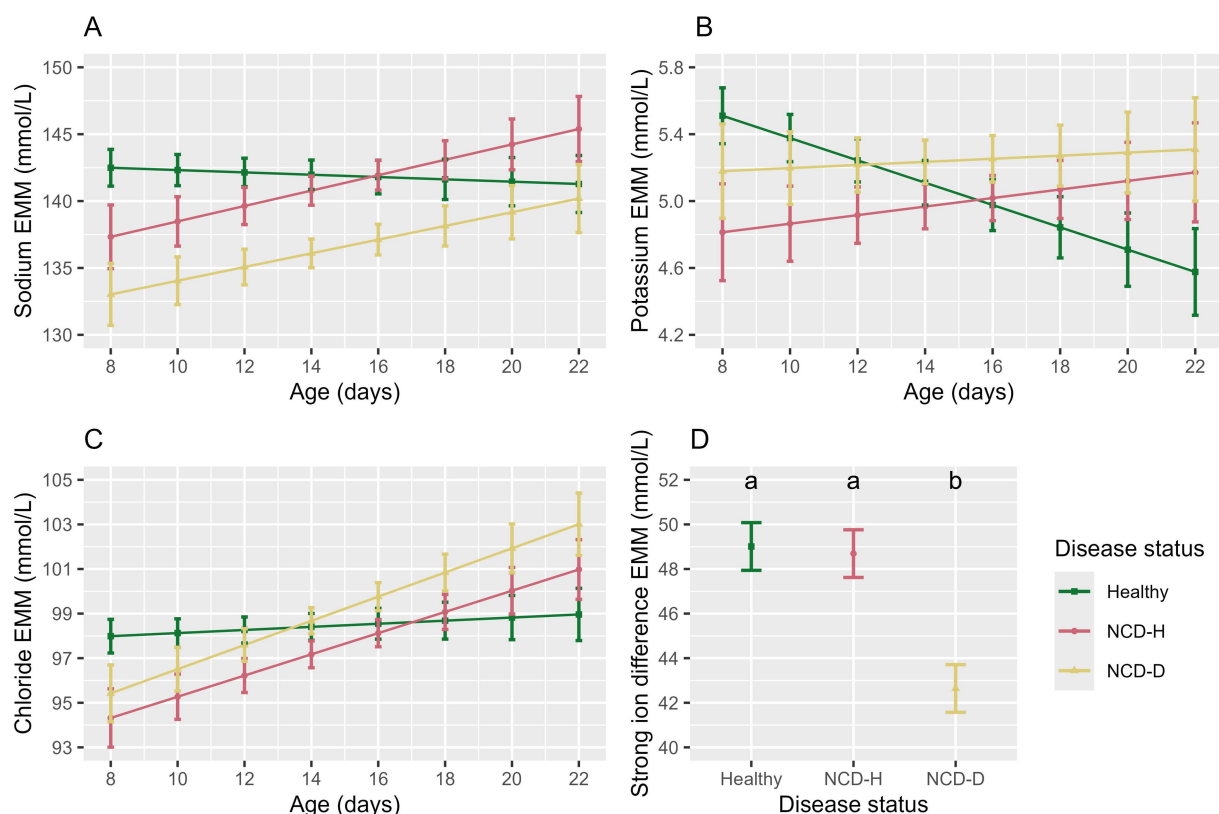 A
Sodium EMM (mmol/L)
150
145
140
135
130
8 10 12 14 16 18 20 22
Age (days)
B
Potassium EMM (mmol/L)
5.8
5.4
5.0
4.6
4.2
8 10 12 14 16 18 20 22
Age (days)
C
Chloride EMM (mmol/L)
105
103
101
99
97
95
93
8 10 12 14 16 18 20 22
Age (days)
D
Strong ion difference EMM (mmol/L)
52
50
48
46
44
42
40
a a b
Healthy NCD-H NCD-D
Disease status
Disease status
Healthy
NCD-H
NCD-D